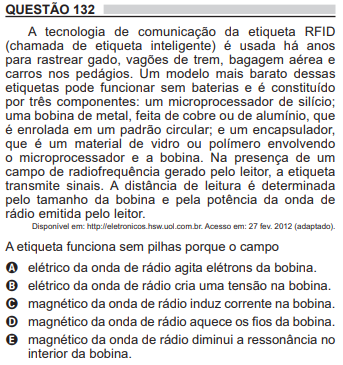 QUESTÃO 132
A tecnologia de comunicação da etiqueta RFID
(chamada de etiqueta inteligente) é usada há anos
para rastrear gado, vagões de trem, bagagem aérea e
carros nos pedágios. Um modelo mais barato dessas
etiquetas pode funcionar sem baterias e é constituído
por três componentes: um microprocessador de silício;
uma bobina de metal, feita de cobre ou de alumínio, que
é enrolada em um padrão circular; e um encapsulador,
que é um material de vidro ou polímero envolvendo
o microprocessador e a bobina. Na presença de um
campo de radiofrequência gerado pelo leitor, a etiqueta
transmite sinais. A distância de leitura é determinada
pelo tamanho da bobina e pela potência da onda de
rádio emitida pelo leitor.
Disponível em: http://eletronicos.hsw.uol.com.br. Acesso em: 27 fev. 2012 (adaptado).
A etiqueta funciona sem pilhas porque o campo
A elétrico da onda de rádio agita elétrons da bobina.
B elétrico da onda de rádio cria uma tensão na bobina.
C magnético da onda de rádio induz corrente na bobina.
D magnético da onda de rádio aquece os fios da bobina.
E magnético da onda de rádio diminui a ressonância no
interior da bobina.